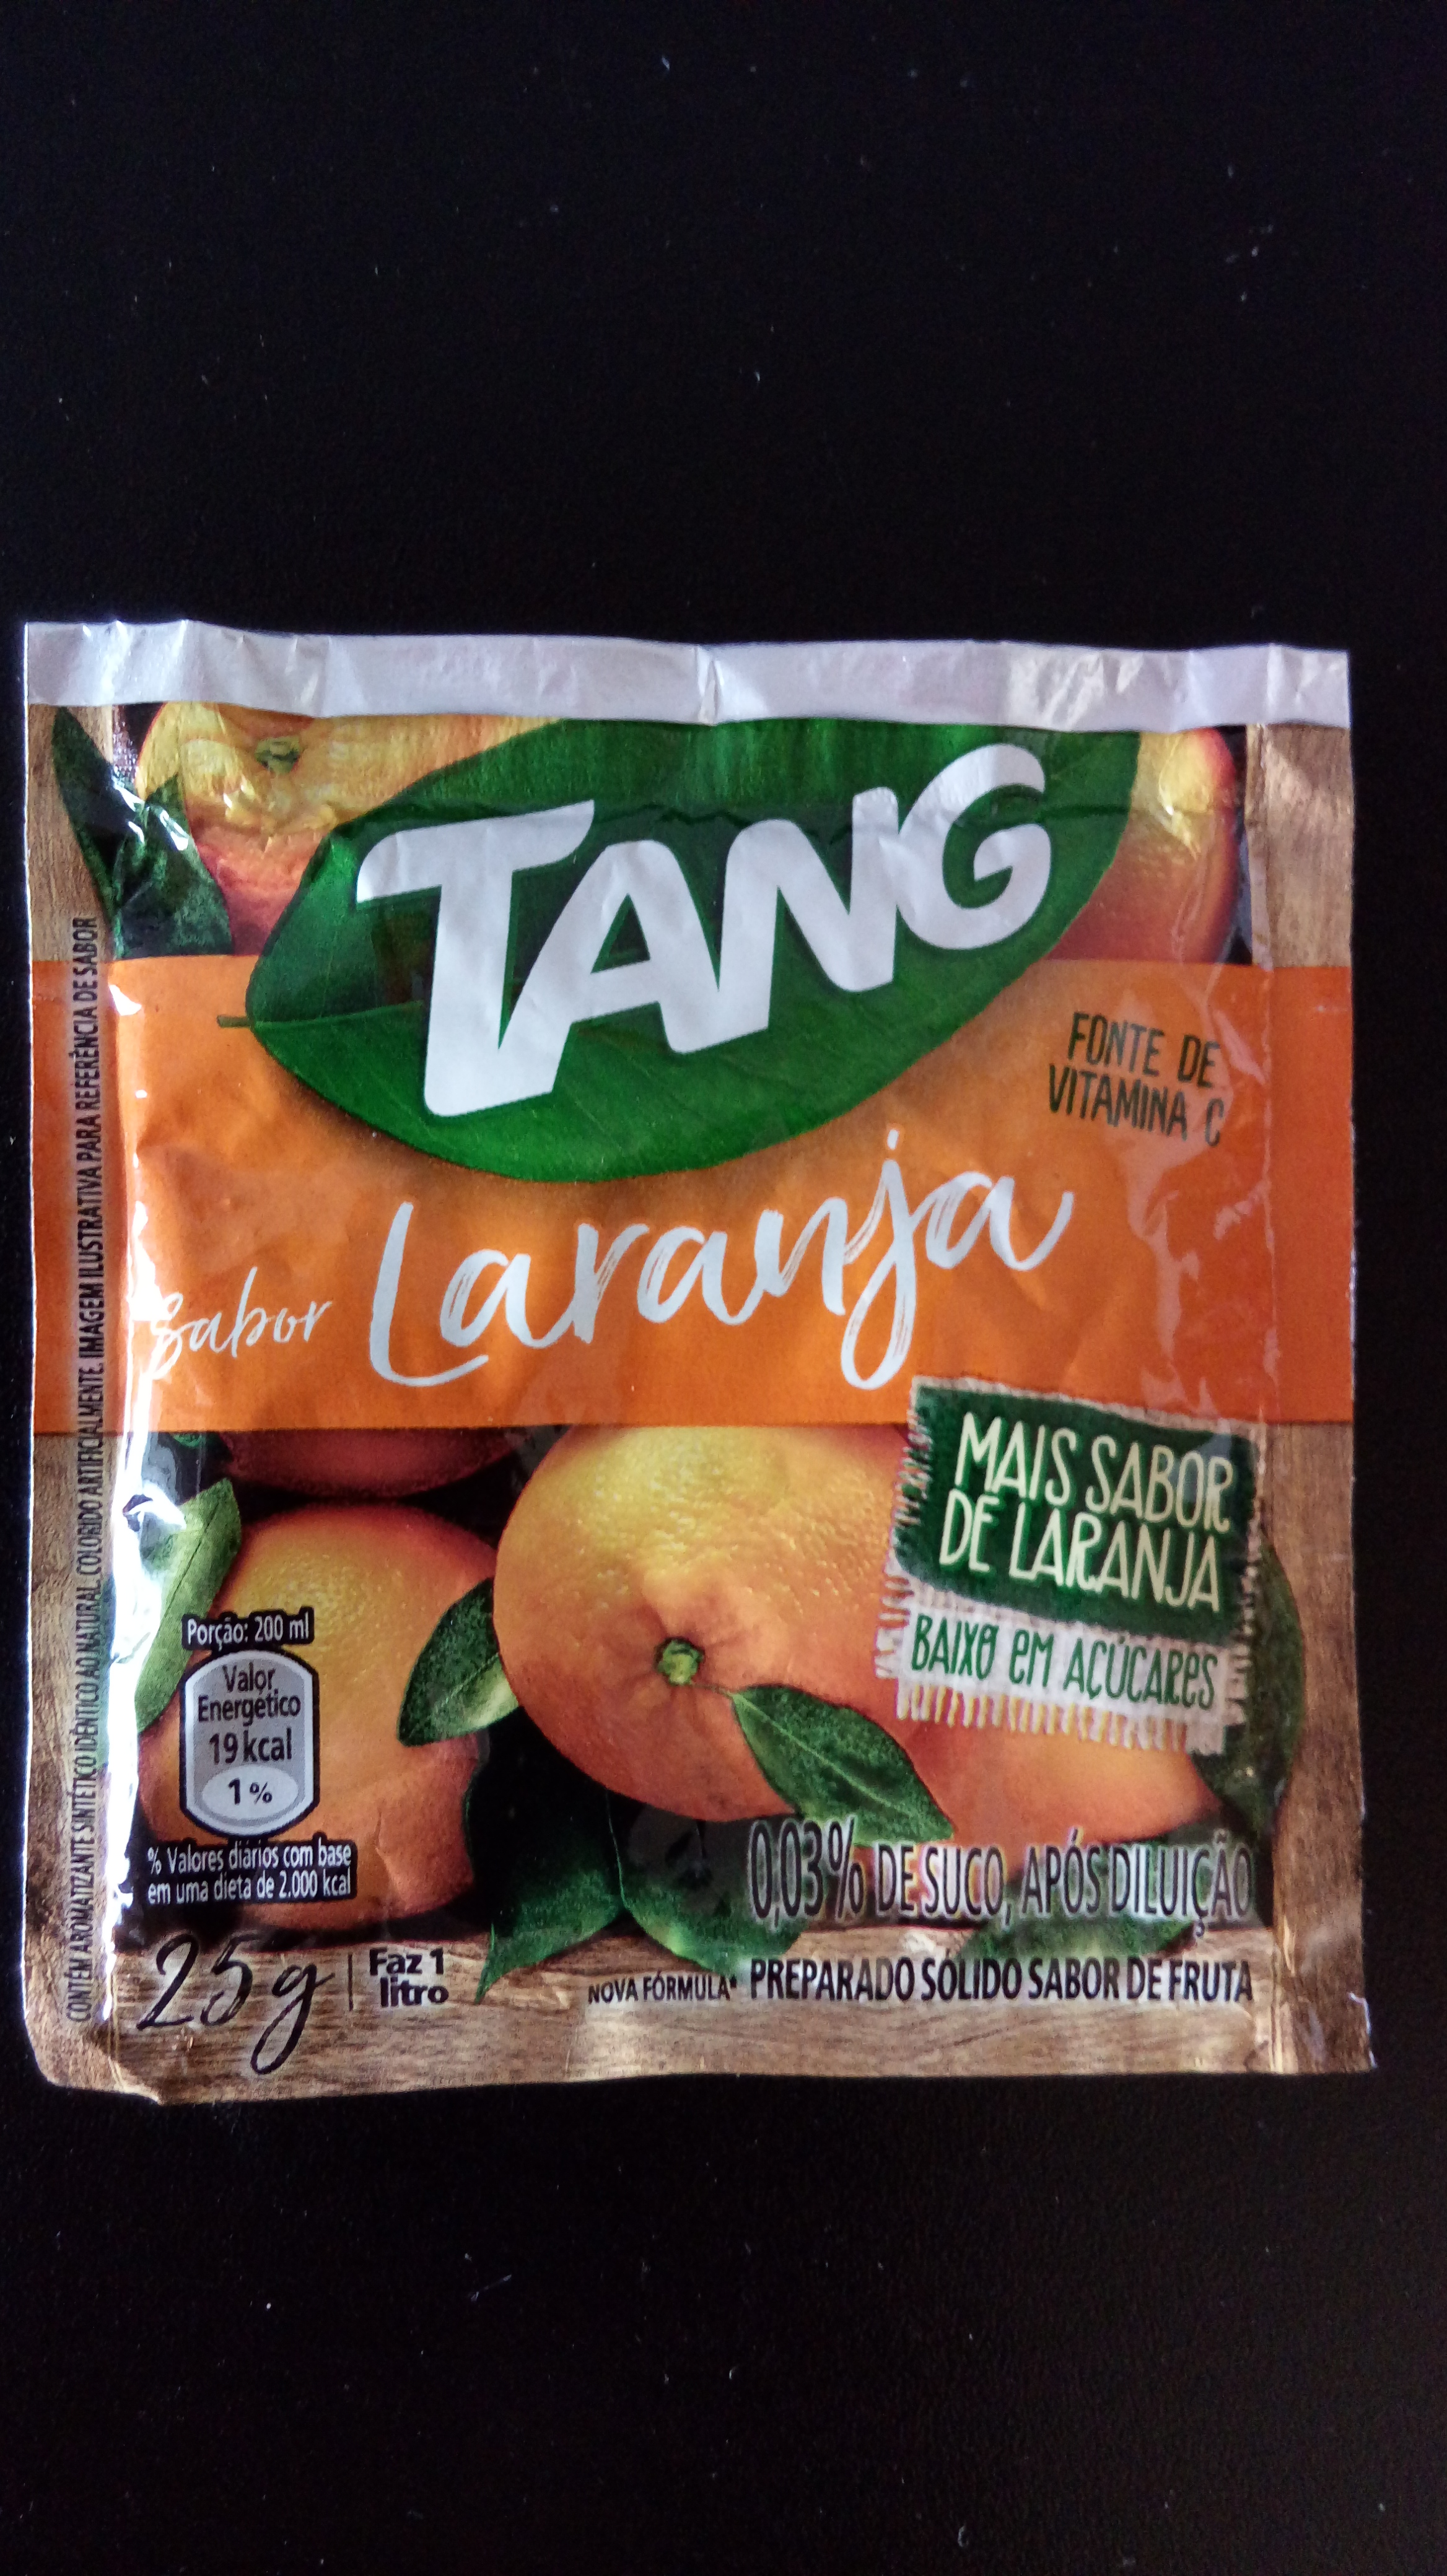 TANG
FONTE DE
VITAMINA C
sabor Laranja
MAIS SABOR
DE LARANJA
BAIXO EM AÇÚCARES
Porção: 200 ml
Valor
Energético
19 kcal
1%
% Valores diários com base
em uma dieta de 2.000 kcal
0,03% DE SUCO, APÓS DILUIÇÃO
25g
Faz 1
litro
NOVA FÓRMULA* PREPARADO SÓLIDO SABOR DE FRUTA
CONTÉM AROMATIZANTE SINTÉTICO IDÊNTICO AO NATURAL. COLORIDO ARTIFICIALMENTE. IMAGEM ILUSTRATIVA PARA REFERÊNCIA DE SABOR